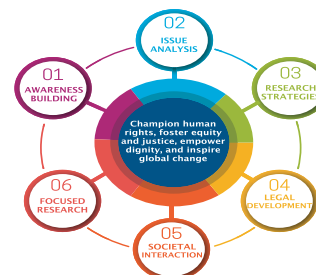 01
AWARENESS
BUILDING
02
ISSUE
ANALYSIS
03
RESEARCH
STRATEGIES
04
LEGAL
DEVELOPMENT
05
SOCIETAL
INTERACTION
06
FOCUSED
RESEARCH
Champion human
rights, foster equity
and justice, empower
dignity, and inspire
global change